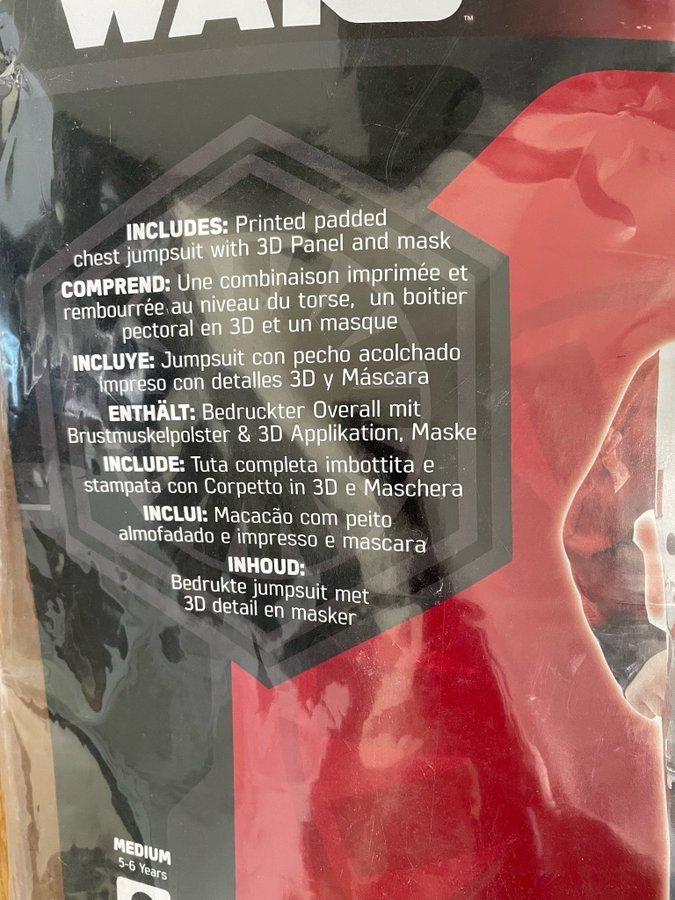 WARS
™
INCLUDES: Printed padded
chest jumpsuit with 3D Panel and mask
COMPREND: Une combinaison imprimée et
rembourrée au niveau du torse, un boitier
pectoral en 3D et un masque
INCLUYE: Jumpsuit con pecho acolchado
impreso con detalles 3D y Máscara
ENTHÄLT: Bedruckter Overall mit
Brustmuskelpolster & 3D Applikation, Maske
INCLUDE: Tuta completa imbottita e
stampata con Corpetto in 3D e Maschera
INCLUI: Macacão com peito
almofadado e impresso e mascara
INHOUD:
Bedrukte jumpsuit met
3D detail en masker
MEDIUM
5-6 Years